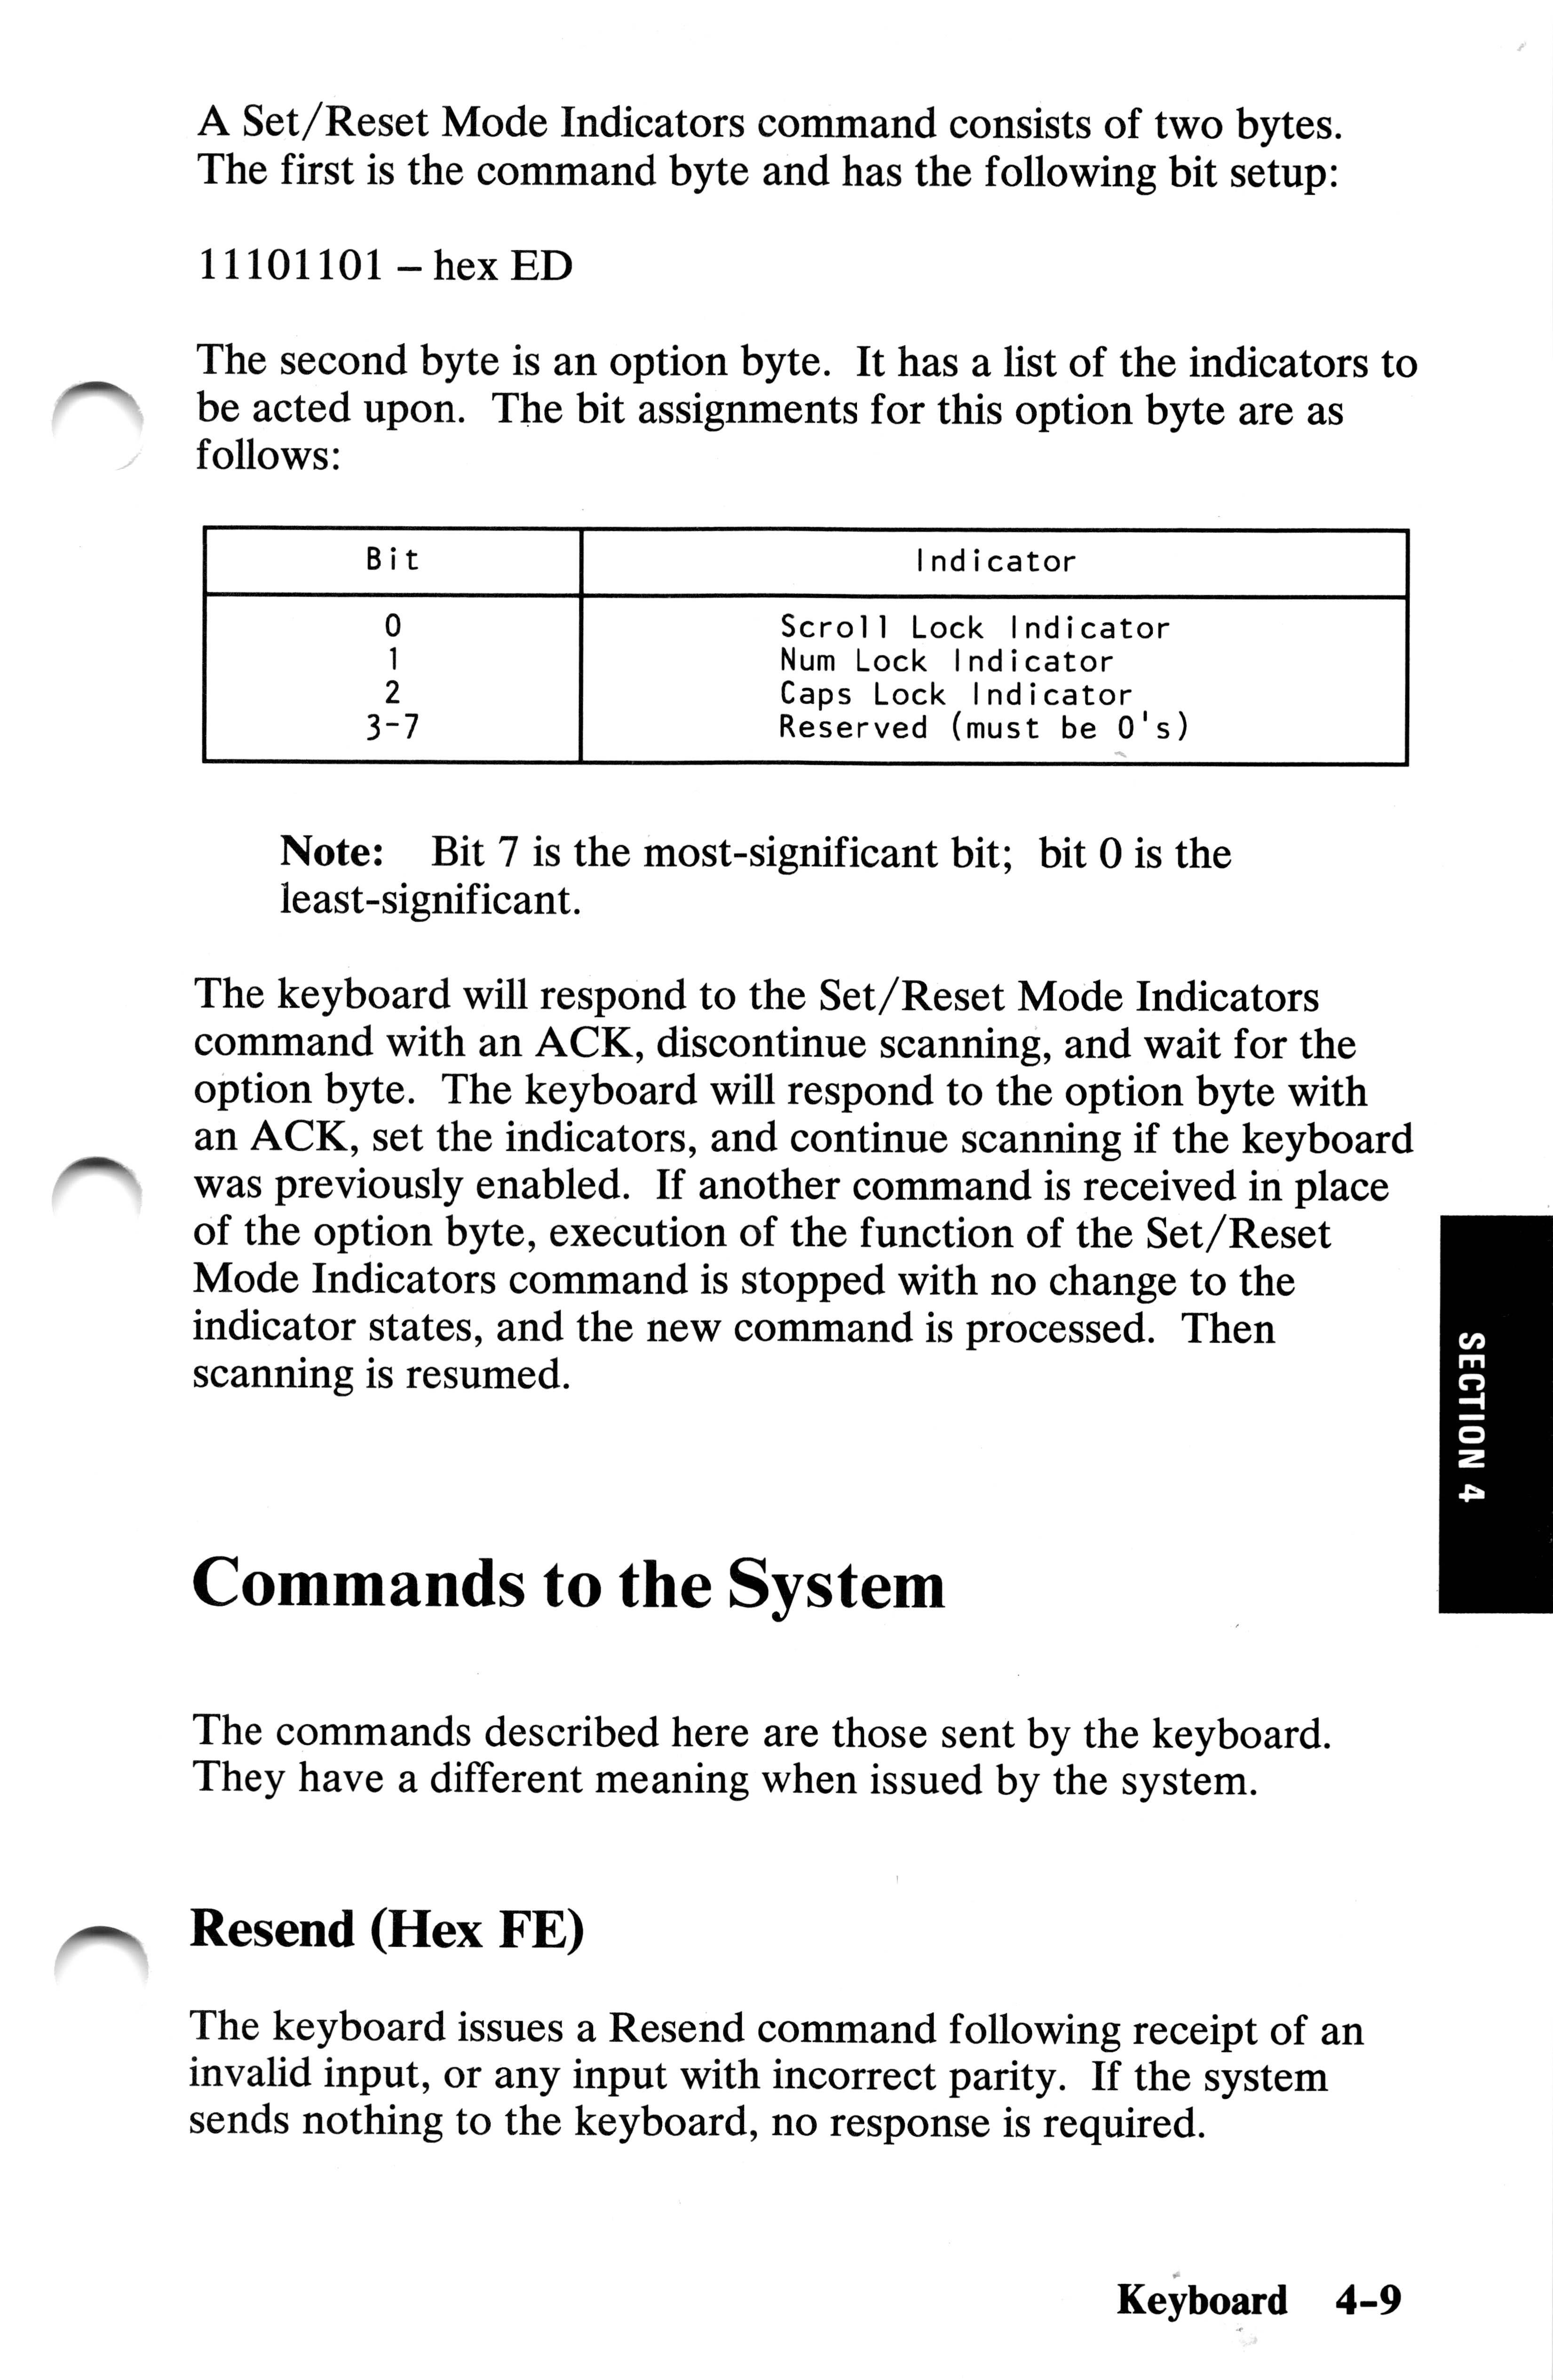 A Set/Reset Mode Indicators command consists of two bytes.
The first is the command byte and has the following bit setup:
11101101 – hex ED
The second byte is an option byte. It has a list of the indicators to
be acted upon. The bit assignments for this option byte are as
follows:
Bit Indicator
0 Scroll Lock Indicator
1 Num Lock Indicator
2 Caps Lock Indicator
3-7 Reserved (must be 0's)
Note: Bit 7 is the most-significant bit; bit 0 is the
least-significant.
The keyboard will respond to the Set/Reset Mode Indicators
command with an ACK, discontinue scanning, and wait for the
option byte. The keyboard will respond to the option byte with
an ACK, set the indicators, and continue scanning if the keyboard
was previously enabled. If another command is received in place
of the option byte, execution of the function of the Set/Reset
Mode Indicators command is stopped with no change to the
indicator states, and the new command is processed. Then
scanning is resumed.
SECTION 4
Commands to the System
The commands described here are those sent by the keyboard.
They have a different meaning when issued by the system.
Resend (Hex FE)
The keyboard issues a Resend command following receipt of an
invalid input, or any input with incorrect parity. If the system
sends nothing to the keyboard, no response is required.
Keyboard 4-9